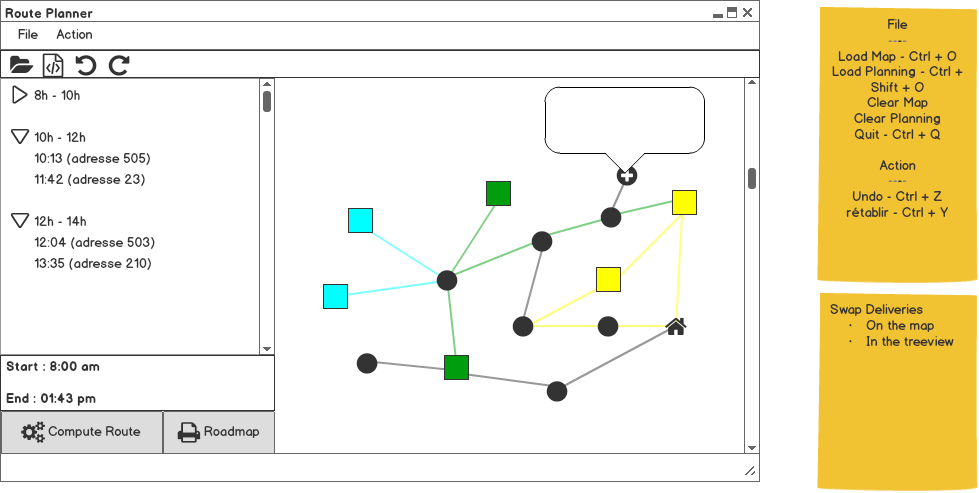 Route Planner
File Action
8h - 10h
10h - 12h
10:13 (adresse 505)
11:42 (adresse 23)
12h - 14h
12:04 (adresse 503)
13:35 (adresse 210)
Start : 8:00 am
End : 01:43 pm
Compute Route
Roadmap
File
----
Load Map - Ctrl + O
Load Planning - Ctrl +
Shift + O
Clear Map
Clear Planning
Quit - Ctrl + Q
Action
----
Undo - Ctrl + Z
rétablir - Ctrl + Y
Swap Deliveries
· On the map
· In the treeview